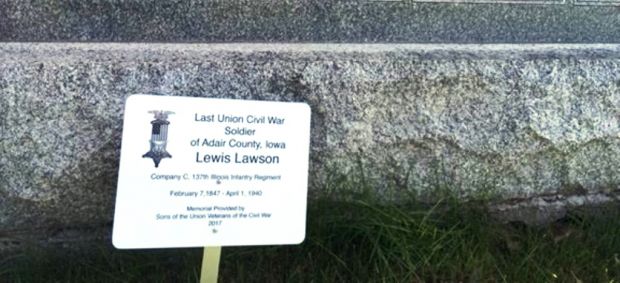 Last Union Civil War
Soldier
of Adair County, Iowa
Lewis Lawson
Company C, 137th Illinois Infantry Regiment
February 7,1847 - April 1, 1940
Memorial Provided by
Sons of the Union Veterans of the Civil War
2017